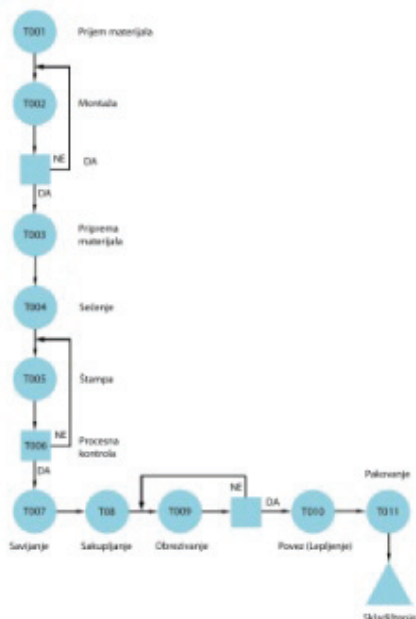 T001 Prijem materijala
T002 Montaža
NE DA
DA
T003 Priprema
materijala
T004 Sečenje
T005 Štampa
NE
T006 Procesna
kontrola
DA
NE
Pakovanje
T007 T08 T009 DA T010 T011
Savijanje Sakupljanje Obrezivanje Povez (Lepljenje)
Skladištenje